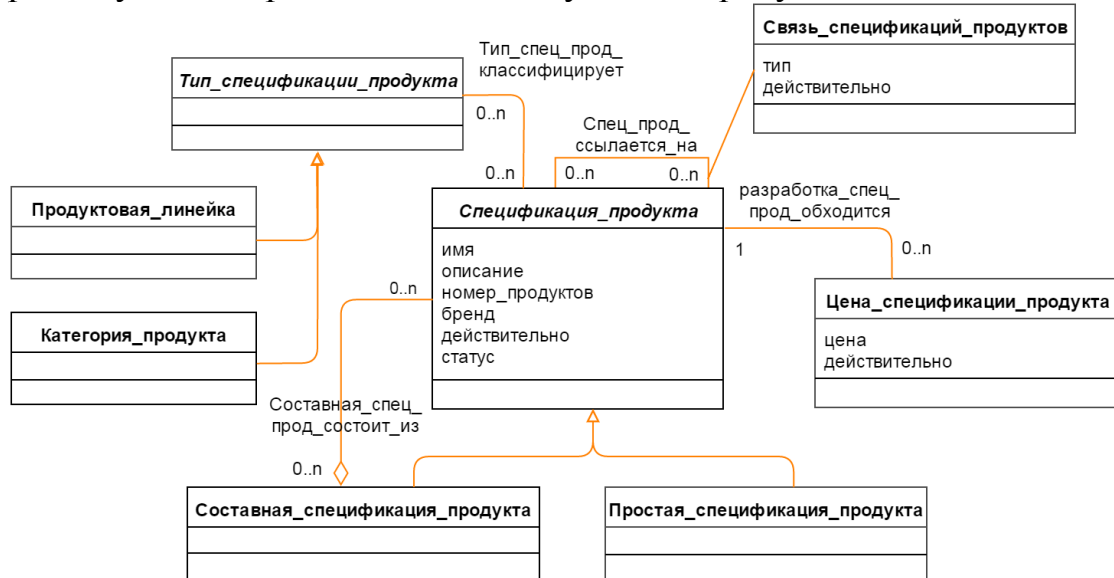 Связь_спецификаций_продуктов
тип
действительно
Тип_спец_прод_
классифицирует
Тип_спецификации_продукта
0..n
Спец_прод_
ссылается_на
0..n
0..n
0..n
разработка_спец_
прод_обходится
Продуктовая_линейка
Спецификация_продукта
имя
описание
номер_продуктов
бренд
действительно
статус
1
0..n
0..n
Цена_спецификации_продукта
цена
действительно
Категория_продукта
Составная_спец_
прод_состоит_из
0..n
Составная_спецификация_продукта
Простая_спецификация_продукта